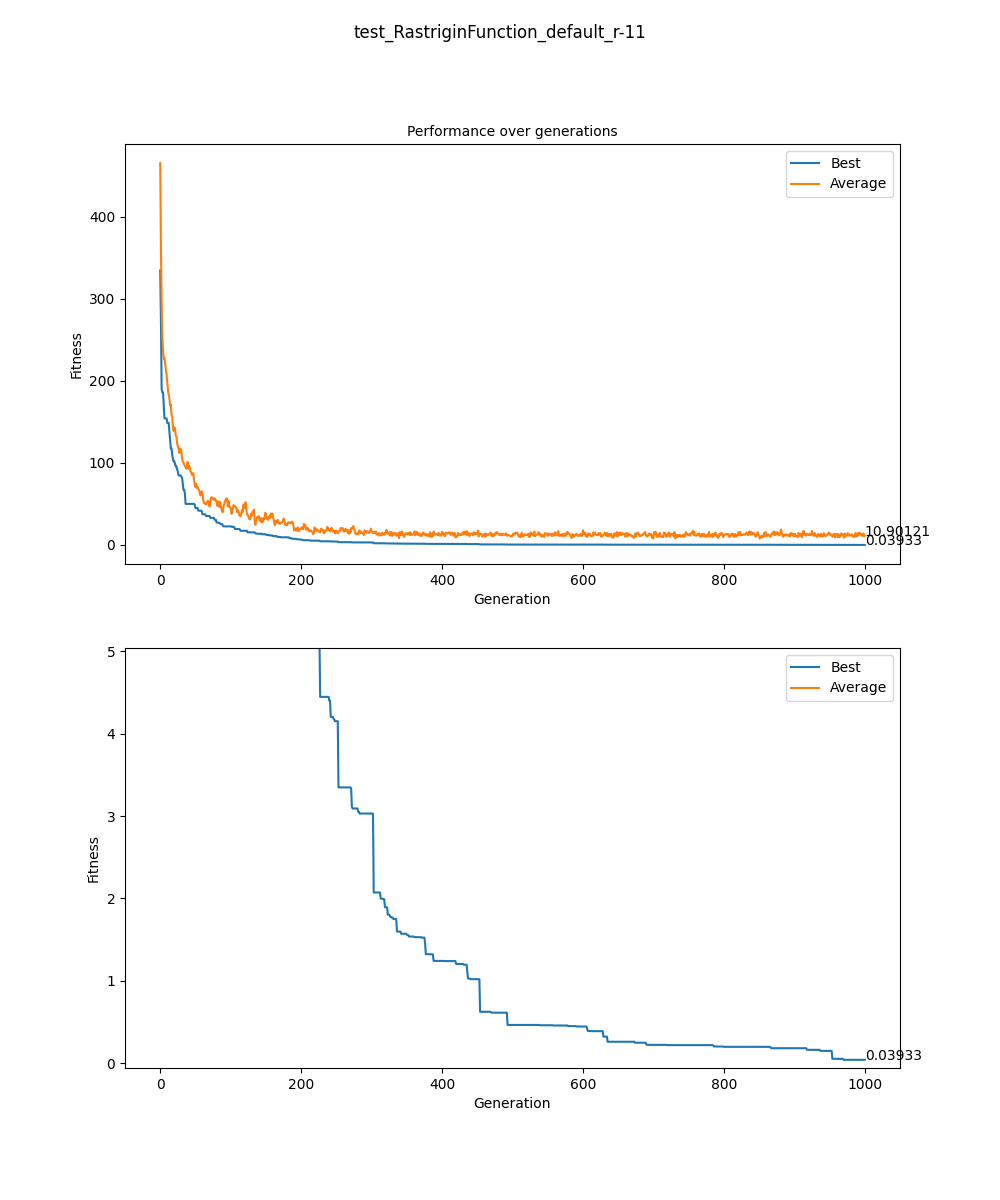 test_RastriginFunction_default_r-11
Performance over generations
Best
Average
Fitness
400
300
200
100
0
10.90121
0.03933
0 200 400 600 800 1000
Generation
Best
Average
Fitness
5
4
3
2
1
0
0.03933
0 200 400 600 800 1000
Generation